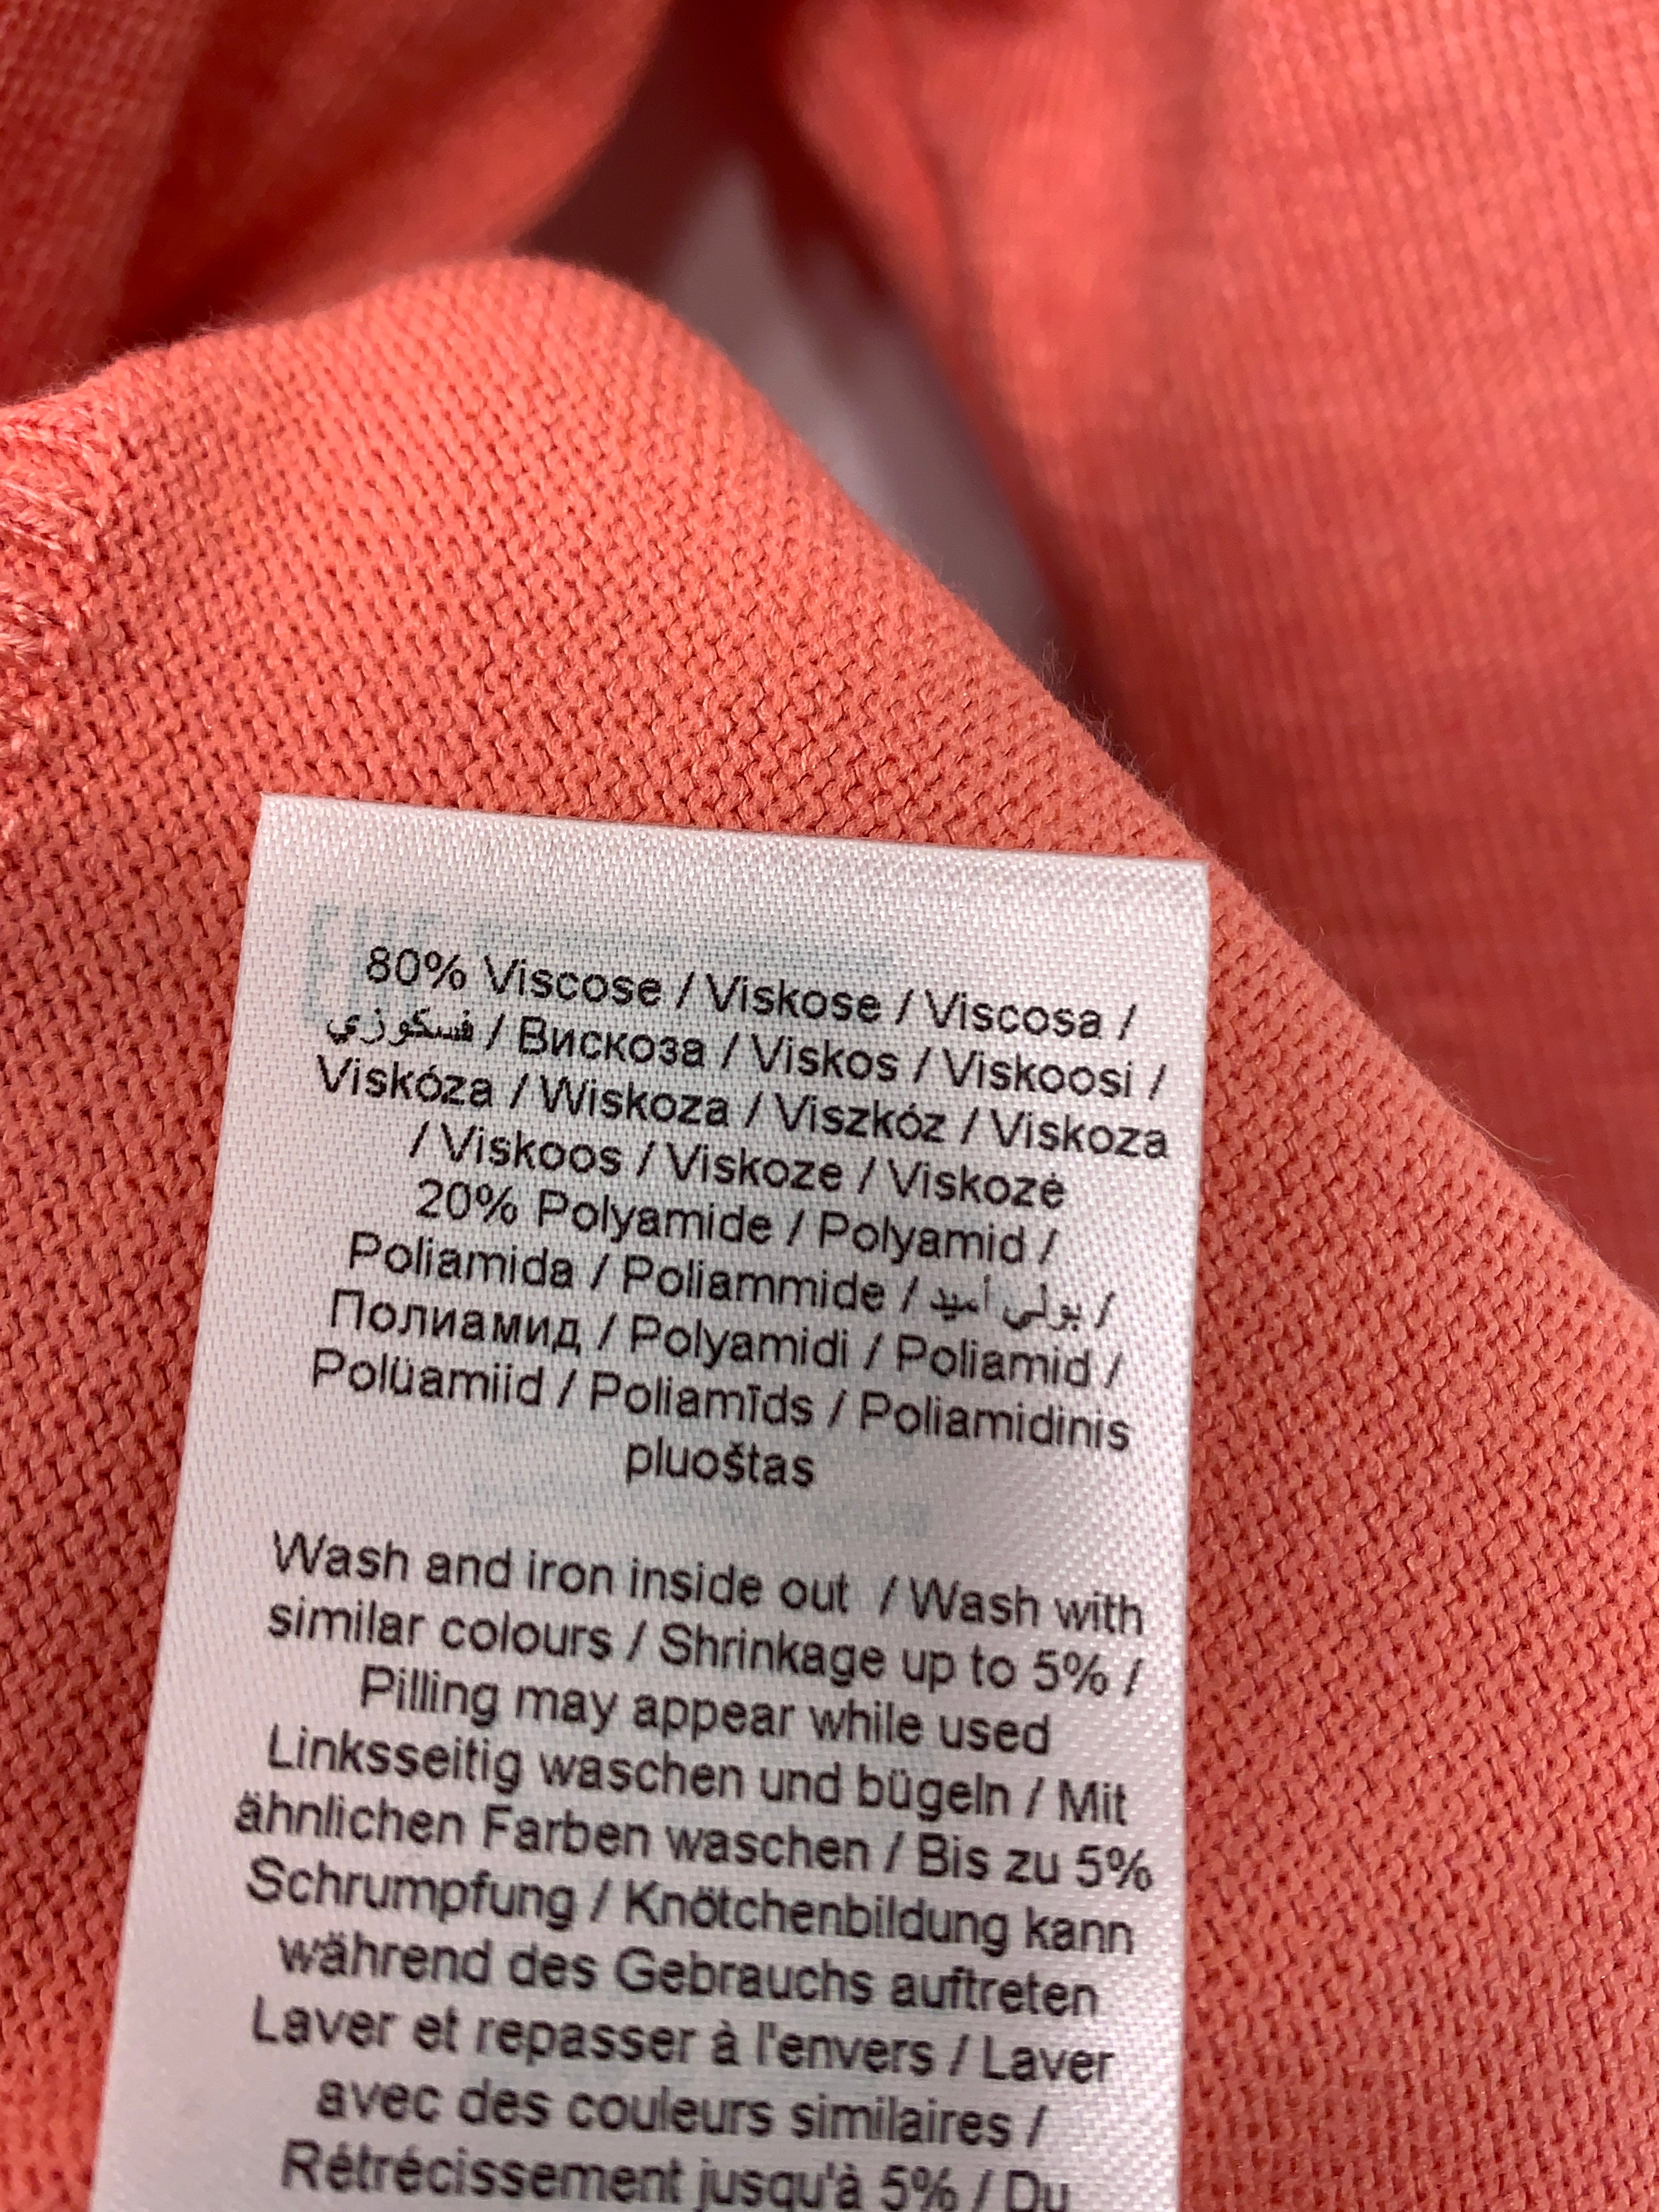 80% Viscose / Viskose / Viscosa /
فسكوزي / Вискоза / Viskos / Viskoosi /
Viskóza / Wiskoza / Viszkóz / Viskoza
/ Viskoos / Viskoze / Viskozė
20% Polyamide / Polyamid /
Poliamida / Poliammide / بولي أميد /
Полиамид / Polyamidi / Poliamid /
Polüamiid / Poliamīds / Poliamidinis
pluoštas
Wash and iron inside out / Wash with
similar colours / Shrinkage up to 5% /
Pilling may appear while used
Linksseitig waschen und bügeln / Mit
ähnlichen Farben waschen / Bis zu 5%
Schrumpfung / Knötchenbildung kann
während des Gebrauchs auftreten
Laver et repasser à l'envers / Laver
avec des couleurs similaires /
Rétrécissement jusqu'à 5% / Du